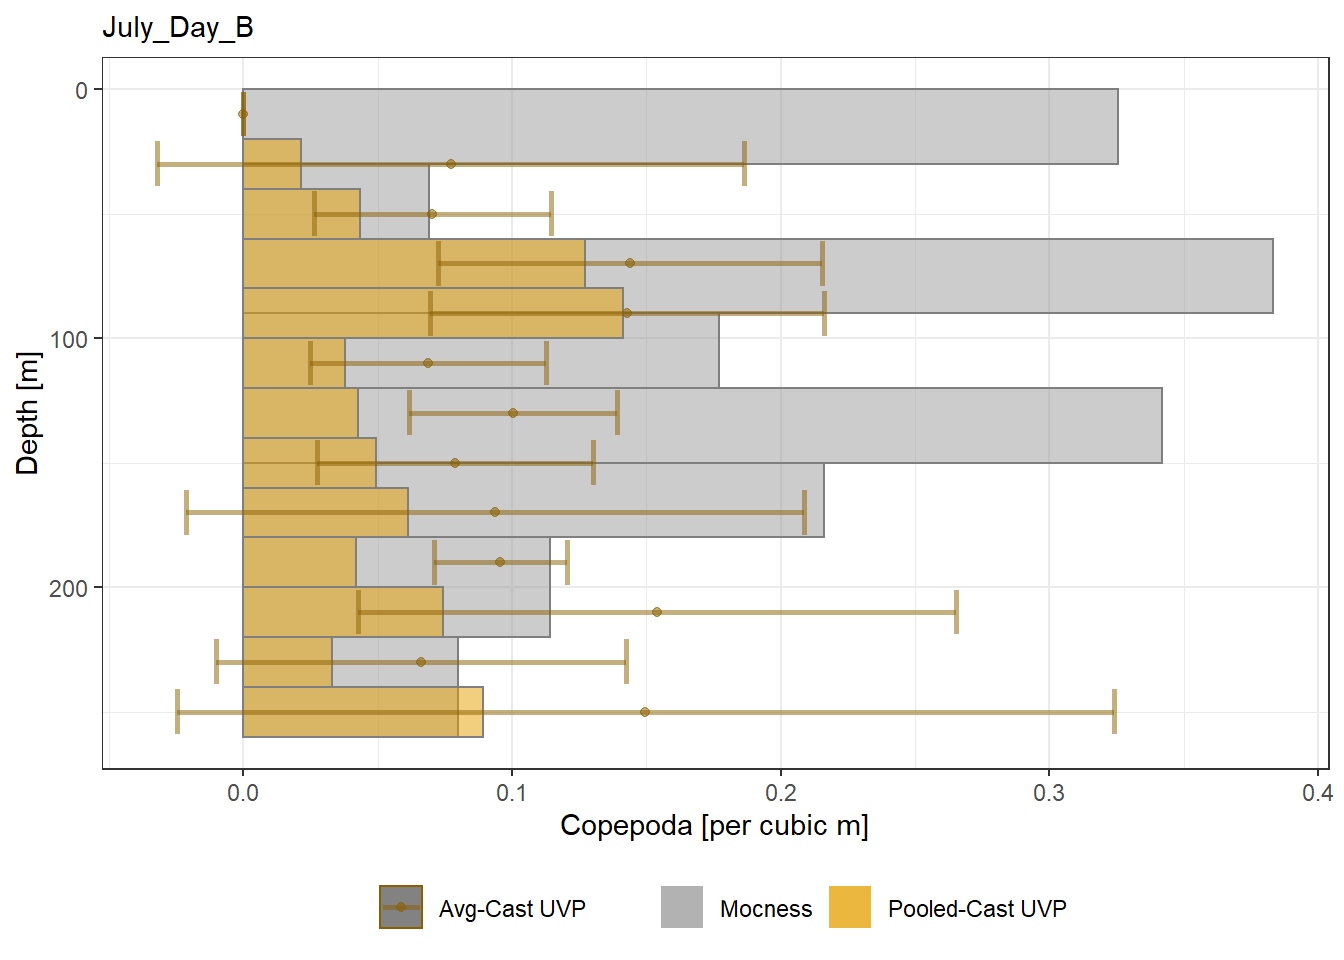 July_Day_B
0
100
200
Depth [m]
0.0 0.1 0.2 0.3 0.4
Copepoda [per cubic m]
Avg-Cast UVP Mocness Pooled-Cast UVP